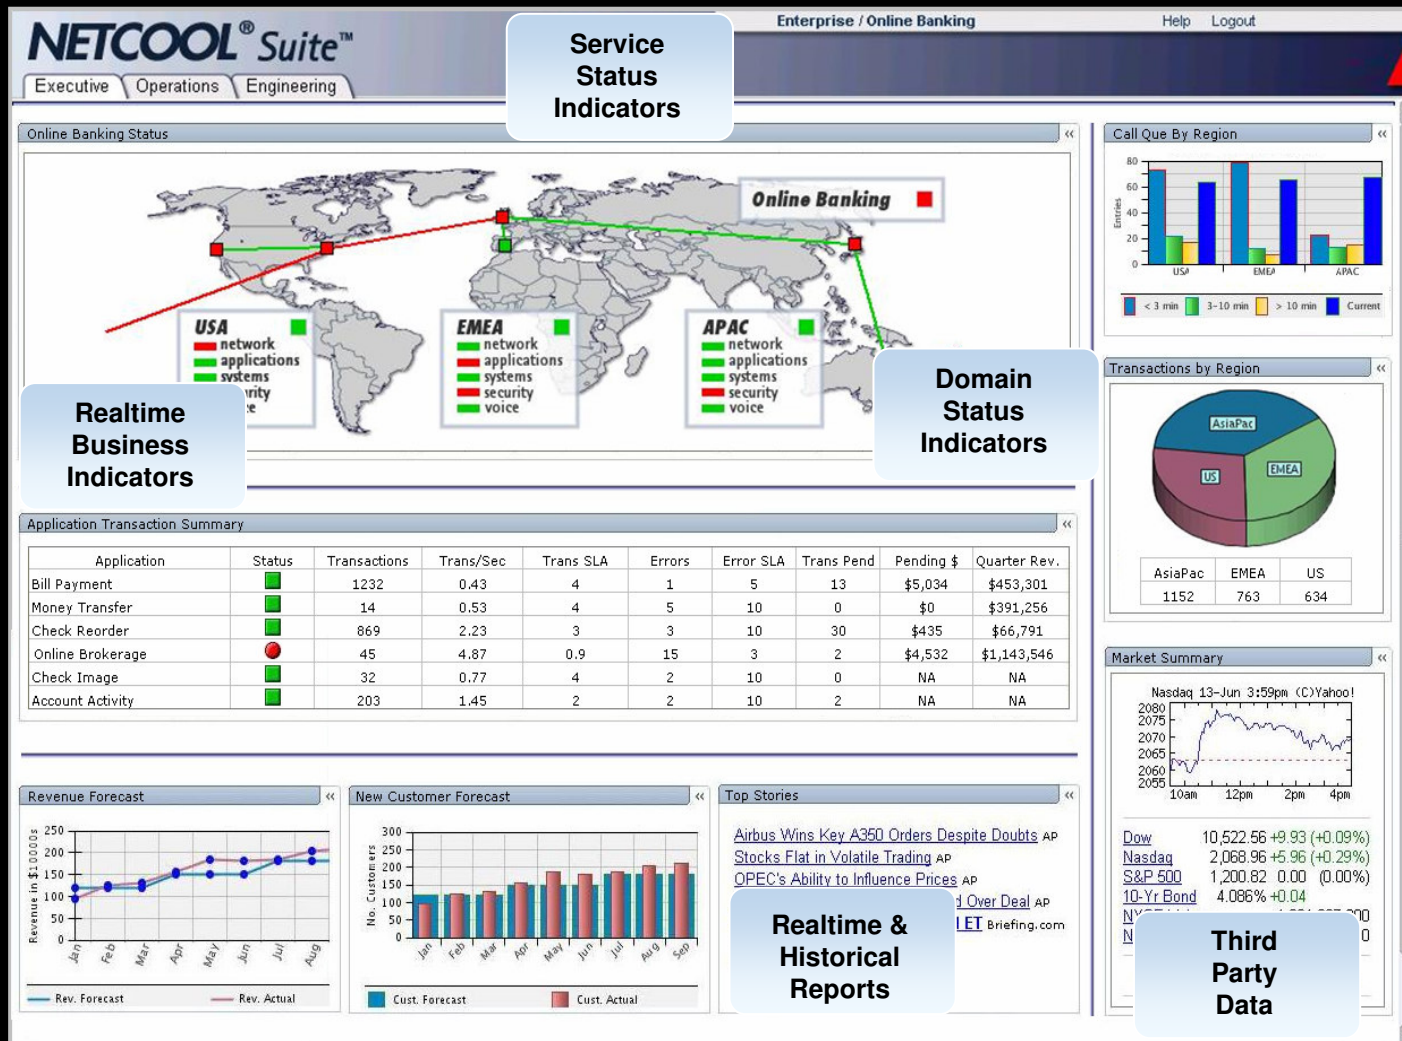 NETCOOL® Suite™
Enterprise / Online Banking
Help Logout
Executive Operations Engineering
Service
Status
Indicators
Online Banking Status
Online Banking
USA
network
applications
systems
EMEA
network
applications
systems
security
voice
APAC
network
applications
systems
security
voice
Realtime
Business
Indicators
Domain
Status
Indicators
Call Que By Region
Entries
80
60
40
20
0
USA EMEA APAC
< 3 min 3-10 min > 10 min Current
Transactions by Region
AsiaPac
EMEA
US
AsiaPac EMEA US
1152 763 634
Application Transaction Summary
Application Status Transactions Trans/Sec Trans SLA Errors Error SLA Trans Pend Pending $ Quarter Rev.
Bill Payment 1232 0.43 4 1 5 13 $5,034 $453,301
Money Transfer 14 0.53 4 5 10 0 $0 $391,256
Check Reorder 869 2.23 3 3 10 30 $435 $66,791
Online Brokerage 45 4.87 0.9 15 3 2 $4,532 $1,143,546
Check Image 32 0.77 4 2 10 0 NA NA
Account Activity 203 1.45 2 2 10 2 NA NA
Market Summary
Nasdaq 13-Jun 3:59pm (C)Yahoo!
2080
2075
2070
2065
2060
2055
10am 12pm 2pm 4pm
Dow 10,522.56 +9.93 (+0.09%)
Nasdaq 2,068.96 +5.96 (+0.29%)
S&P 500 1,200.82 0.00 (0.00%)
10-Yr Bond 4.086% +0.04
Third
Party
Data
Revenue Forecast
Revenue in $10000s
250
200
150
100
50
0
Jan Feb Mar Apr May Jun Jul Aug
Rev. Forecast Rev. Actual
New Customer Forecast
No. Customers
300
250
200
150
100
50
0
Jan Feb Mar Apr May Jun Jul Aug Sep
Cust. Forecast Cust. Actual
Top Stories
Airbus Wins Key A350 Orders Despite Doubts AP
Stocks Flat in Volatile Trading AP
OPEC's Ability to Influence Prices AP
Over Deal AP
Briefing.com
Realtime &
Historical
Reports